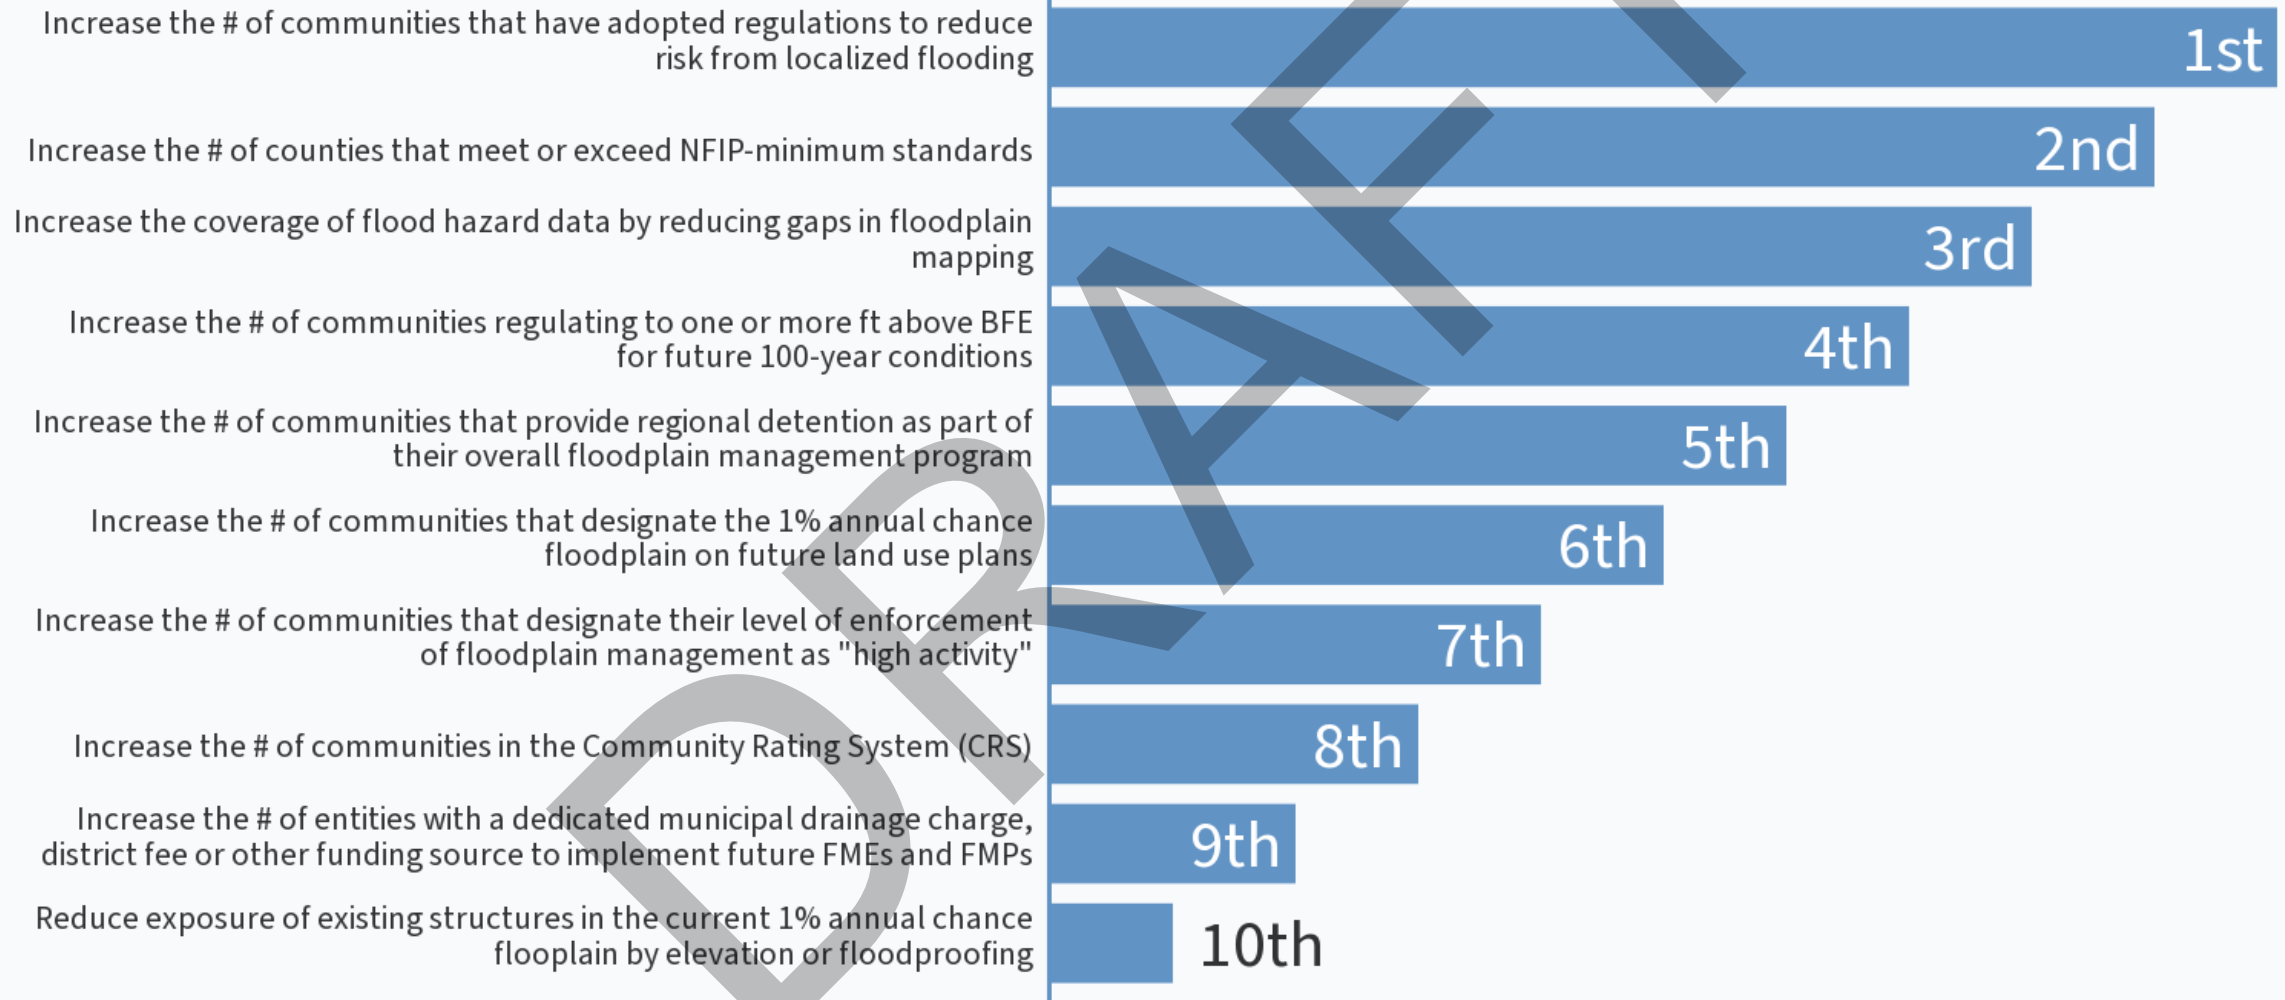 Increase the # of communities that have adopted regulations to reduce
risk from localized flooding
1st
Increase the # of counties that meet or exceed NFIP-minimum standards
2nd
Increase the coverage of flood hazard data by reducing gaps in floodplain
mapping
3rd
Increase the # of communities regulating to one or more ft above BFE
for future 100-year conditions
4th
Increase the # of communities that provide regional detention as part of
their overall floodplain management program
5th
Increase the # of communities that designate the 1% annual chance
floodplain on future land use plans
6th
Increase the # of communities that designate their level of enforcement
of floodplain management as "high activity"
7th
Increase the # of communities in the Community Rating System (CRS)
8th
Increase the # of entities with a dedicated municipal drainage charge,
district fee or other funding source to implement future FMEs and FMPs
9th
Reduce exposure of existing structures in the current 1% annual chance
flooplain by elevation or floodproofing
10th
DRAFT